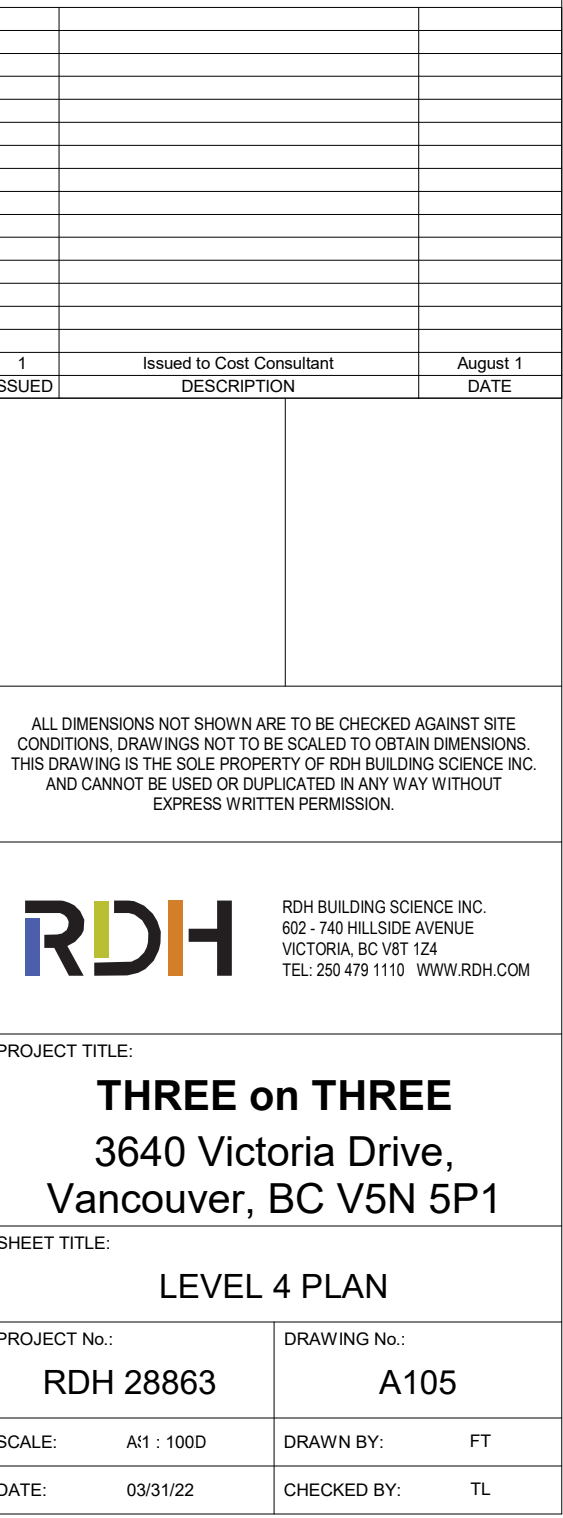 1 Issued to Cost Consultant August 1
SSUED DESCRIPTION DATE
ALL DIMENSIONS NOT SHOWN ARE TO BE CHECKED AGAINST SITE
CONDITIONS, DRAWINGS NOT TO BE SCALED TO OBTAIN DIMENSIONS.
THIS DRAWING IS THE SOLE PROPERTY OF RDH BUILDING SCIENCE INC.
AND CANNOT BE USED OR DUPLICATED IN ANY WAY WITHOUT
EXPRESS WRITTEN PERMISSION.
RDH
RDH BUILDING SCIENCE INC.
602 - 740 HILLSIDE AVENUE
VICTORIA, BC V8T 1Z4
TEL: 250 479 1110 WWW.RDH.COM
PROJECT TITLE:
THREE on THREE
3640 Victoria Drive,
Vancouver, BC V5N 5P1
SHEET TITLE:
LEVEL 4 PLAN
PROJECT No.:
RDH 28863
DRAWING No.:
A105
SCALE: 1 : 100
DRAWN BY: FT
DATE: 03/31/22
CHECKED BY: TL